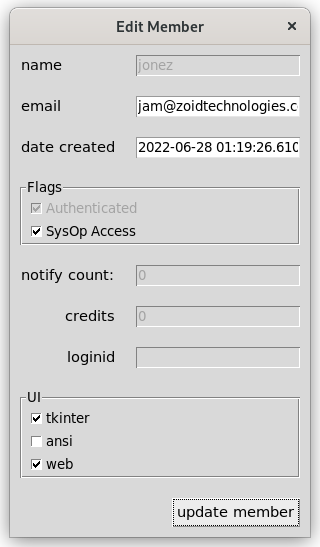 Edit Member ×
name jonez
email jam@zoidtechnologies.c
date created 2022-06-28 01:19:26.610
Flags
Authenticated
SysOp Access
notify count: 0
credits 0
loginid
UI
tkinter
ansi
web
update member